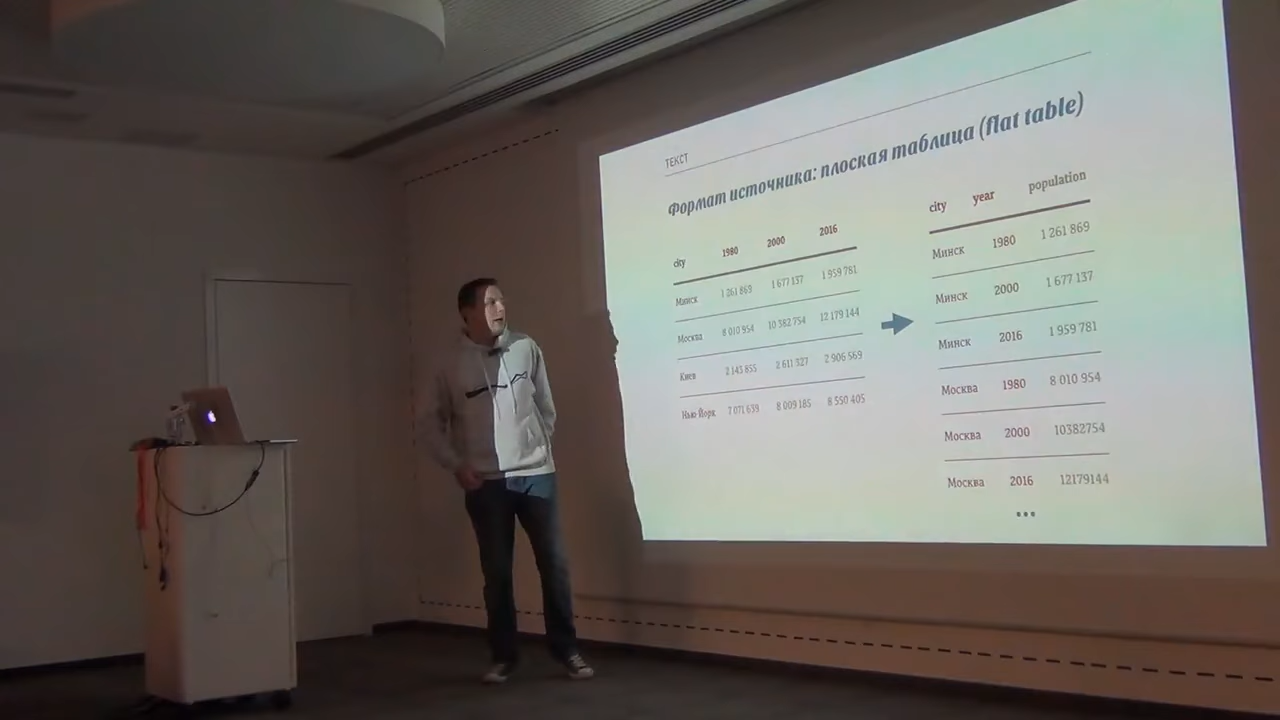 ТЕКСТ
Формат источника: плоская таблица (flat table)
city 1980 2000 2016
Минск 1 261 869 1 677 137 1 959 781
Москва 8 010 954 10 382 754 12 179 144
Киев 2 143 855 2 611 327 2 906 569
Нью-Йорк 7 071 639 8 009 185 8 550 405
city year population
Минск 1980 1 261 869
Минск 2000 1 677 137
Минск 2016 1 959 781
Москва 1980 8 010 954
Москва 2000 10382754
Москва 2016 12179144
...